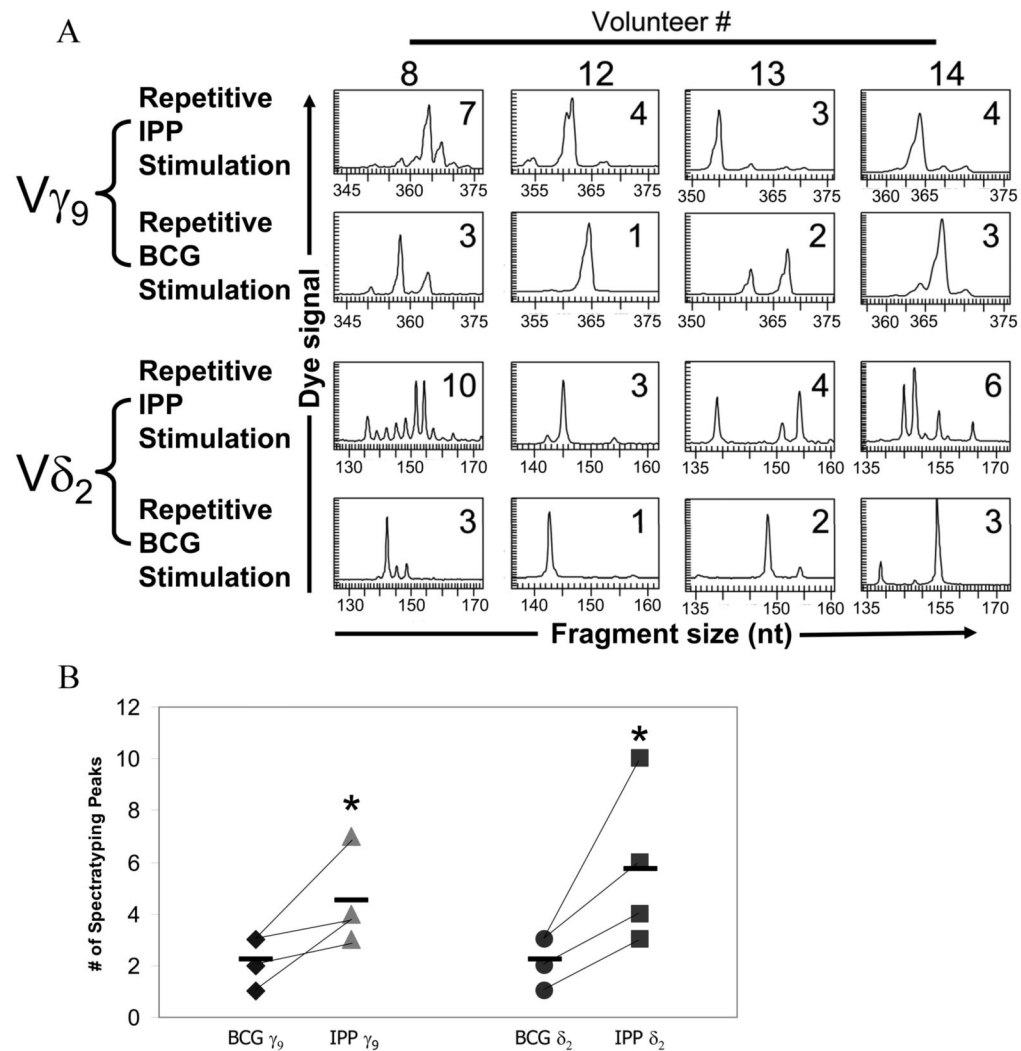 A
Volunteer #
8 12 13 14
Vγ9
Repetitive
IPP
Stimulation
7 4 3 4
345 360 375 355 365 375 350 360 375 360 365 375
Repetitive
BCG
Stimulation
3 1 2 3
345 360 375 355 365 375 350 360 375 360 365 375
Dye signal
Vδ2
Repetitive
IPP
Stimulation
10 3 4 6
130 150 170 140 150 160 135 150 160 135 155 170
Repetitive
BCG
Stimulation
3 1 2 3
130 150 170 140 150 160 135 150 160 135 155 170
Fragment size (nt)
B
# of Spectratyping Peaks
12
10
8
6
4
2
0
*
*
BCG γ9 IPP γ9 BCG δ2 IPP δ2